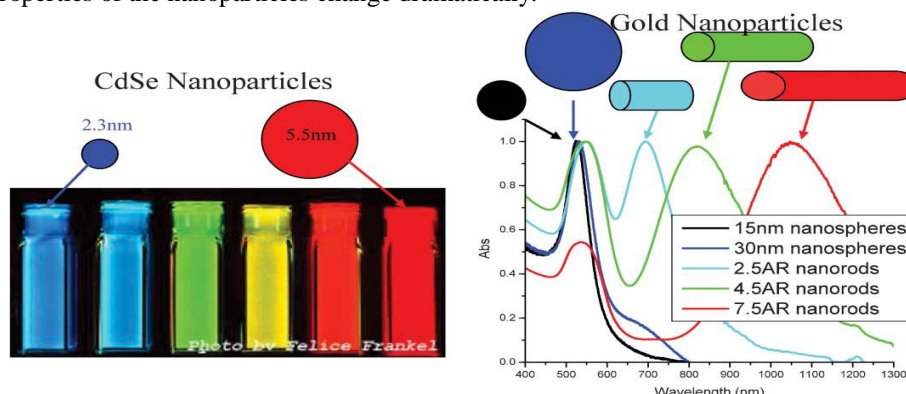 properties of the nanoparticles change dramatically.
CdSe Nanoparticles
2.3nm
5.5nm
Photo by Felice Frankel
Gold Nanoparticles
1.0
0.8
0.6
0.4
0.2
0.0
Abs
400 500 600 700 800 900 1000 1100 1200 1300
Wavelength (nm)
15nm nanospheres
30nm nanospheres
2.5AR nanorods
4.5AR nanorods
7.5AR nanorods